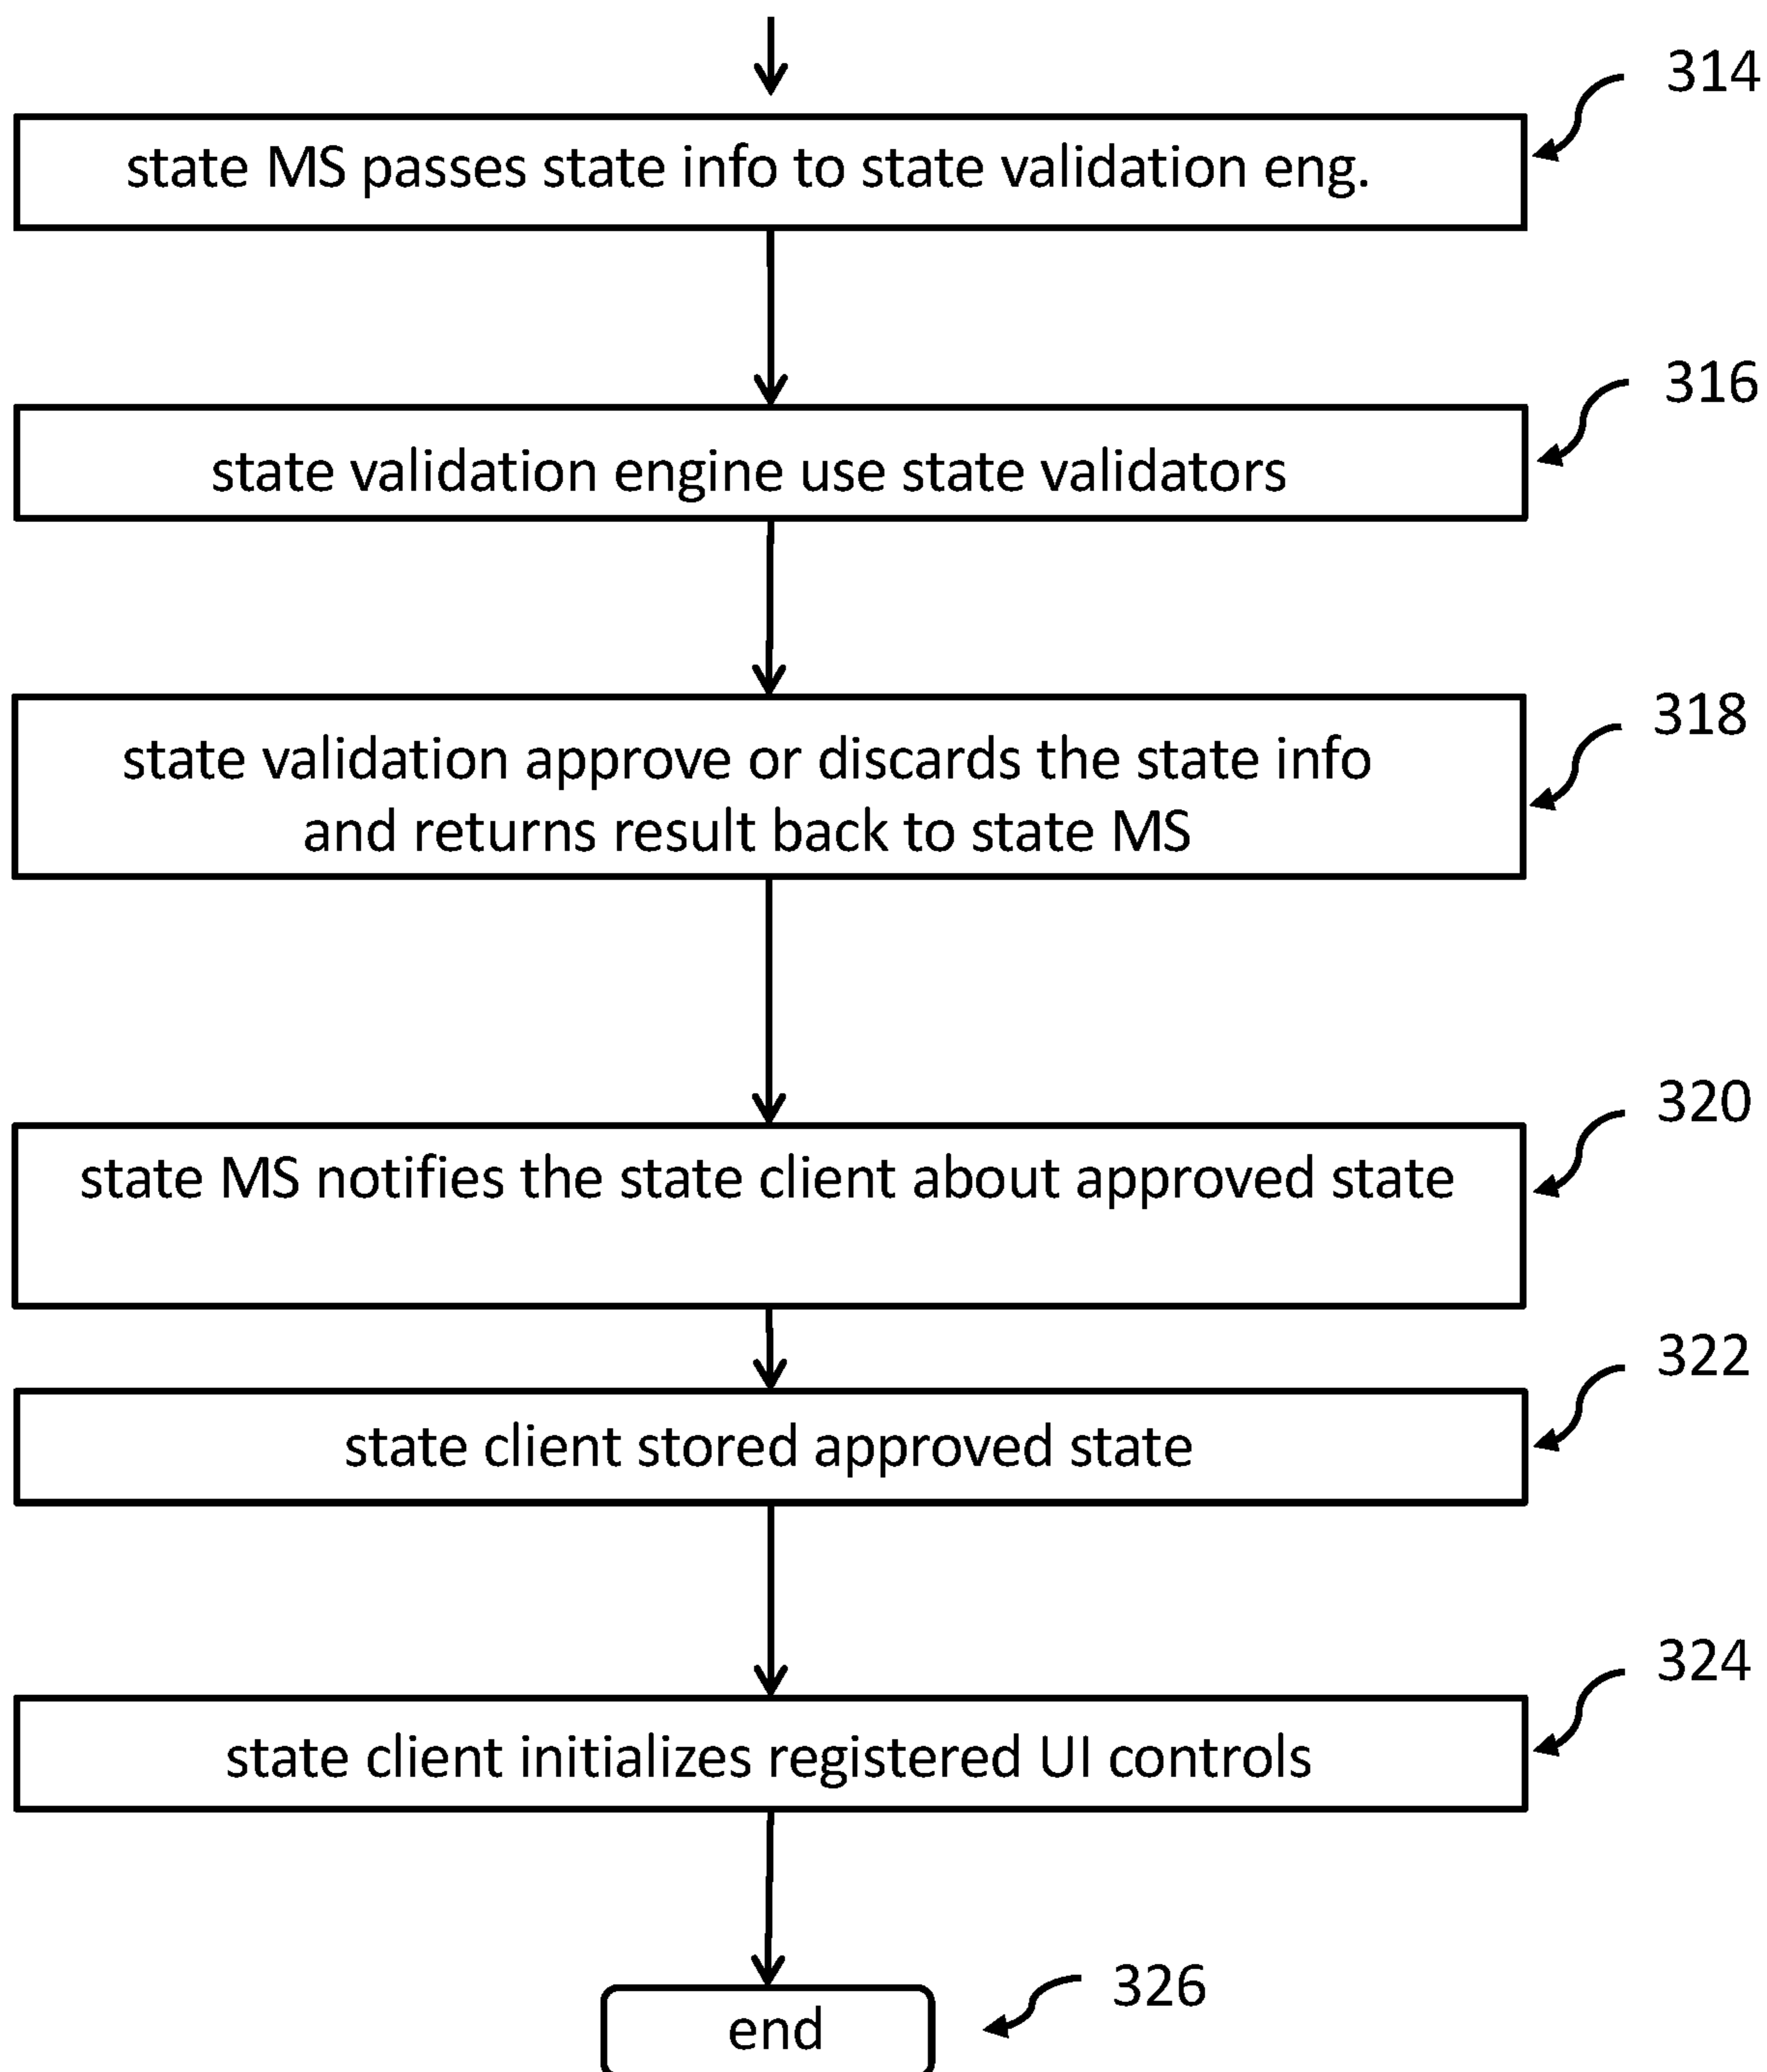 314
state MS passes state info to state validation eng.
316
state validation engine use state validators
318
state validation approve or discards the state info
and returns result back to state MS
320
state MS notifies the state client about approved state
322
state client stored approved state
324
state client initializes registered UI controls
326
end